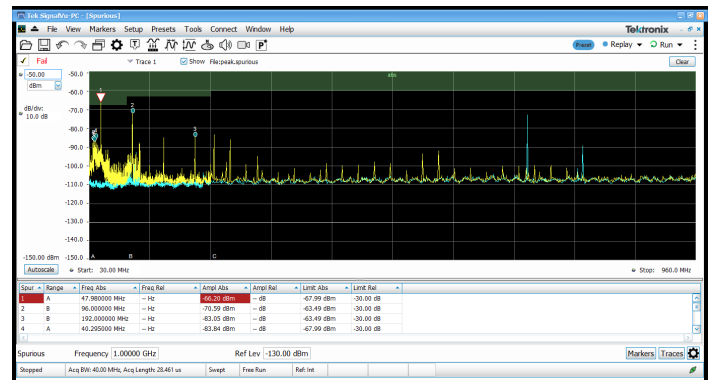 Tek SignalVu-PC - [Spurious]
File View Markers Setup Presets Tools Connect Window Help
Tektronix
Preset Replay Run
Fail
Trace 1 Show File:peak.spurious Clear
-50.00
dBm
dB/div:
10.0 dB
-50.0
-60.0
-70.0
-80.0
-90.0
-100.0
-110.0
-120.0
-130.0
-140.0
-150.00 dBm -150.0
abs
1
2
3
A B C
Autoscale Start: 30.00 MHz Stop: 960.0 MHz
Spur Range Freq Abs Freq Rel Ampl Abs Ampl Rel Limit Abs Limit Rel
1 A 47.980000 MHz -- Hz -66.20 dBm -- dB -67.99 dBm -30.00 dB
2 B 96.000000 MHz -- Hz -70.59 dBm -- dB -63.49 dBm -30.00 dB
3 B 192.000000 MHz -- Hz -83.05 dBm -- dB -63.49 dBm -30.00 dB
4 A 40.295000 MHz -- Hz -83.84 dBm -- dB -67.99 dBm -30.00 dB
Spurious Frequency 1.00000 GHz Ref Lev -130.00 dBm Markers Traces
Stopped Acq BW: 40.00 MHz, Acq Length: 28.461 us Swept Free Run Ref: Int